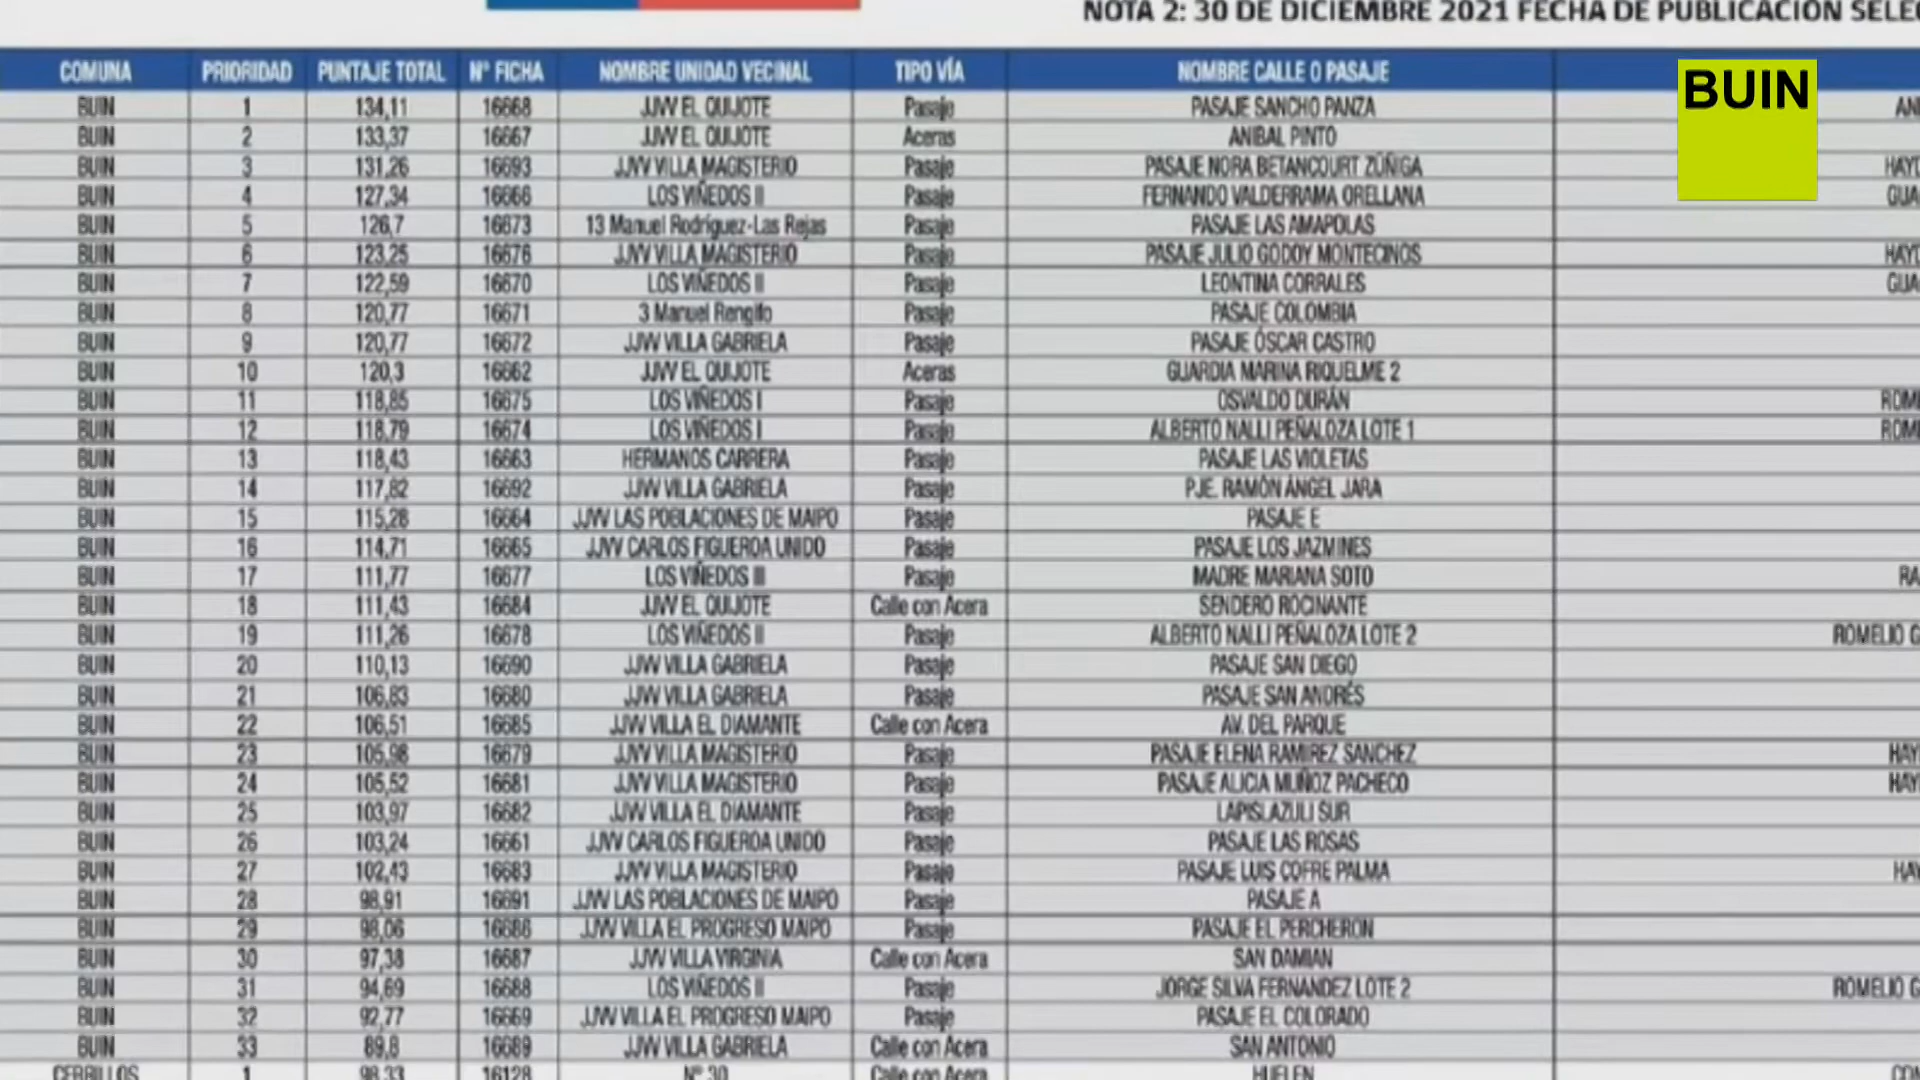 NOTA 2: 30 DE DICIEMBRE 2021 FECHA DE PUBLICACIÓN
COMUNA PRIORIDAD PUNTAJE TOTAL N° FICHA NOMBRE UNIDAD VECINAL TIPO VÍA NOMBRE CALLE O PASAJE
BUIN
BUIN 1 134,11 16668 JJVV EL QUIJOTE Pasaje PASAJE SANCHO PANZA
BUIN 2 133,37 16667 JJVV EL QUIJOTE Aceras ANIBAL PINTO
BUIN 3 131,26 16693 JJVV VILLA MAGISTERIO Pasaje PASAJE NORA BETANCOURT ZÚÑIGA
BUIN 4 127,34 16666 LOS VIÑEDOS II Pasaje FERNANDO VALDERRAMA ORELLANA
BUIN 5 126,7 16673 13 Manuel Rodríguez-Las Rejas Pasaje PASAJE LAS AMAPOLAS
BUIN 6 123,25 16676 JJVV VILLA MAGISTERIO Pasaje PASAJE JULIO GODOY MONTECINOS
BUIN 7 122,59 16670 LOS VIÑEDOS II Pasaje LEONTINA CORRALES
BUIN 8 120,77 16671 3 Manuel Rengifo Pasaje PASAJE COLOMBIA
BUIN 9 120,77 16672 JJVV VILLA GABRIELA Pasaje PASAJE ÓSCAR CASTRO
BUIN 10 120,3 16662 JJVV EL QUIJOTE Aceras GUARDIA MARINA RIQUELME 2
BUIN 11 118,85 16675 LOS VIÑEDOS I Pasaje OSVALDO DURÁN
BUIN 12 118,79 16674 LOS VIÑEDOS I Pasaje ALBERTO NALLI PEÑALOZA LOTE 1
BUIN 13 118,43 16663 HERMANOS CARRERA Pasaje PASAJE LAS VIOLETAS
BUIN 14 117,82 16692 JJVV VILLA GABRIELA Pasaje PJE. RAMÓN ÁNGEL JARA
BUIN 15 115,28 16664 JJVV LAS POBLACIONES DE MAIPO Pasaje PASAJE E
BUIN 16 114,71 16665 JJVV CARLOS FIGUEROA UNIDO Pasaje PASAJE LOS JAZMINES
BUIN 17 111,77 16677 LOS VIÑEDOS III Pasaje MADRE MARIANA SOTO
BUIN 18 111,43 16684 JJVV EL QUIJOTE Calle con Acera SENDERO ROCINANTE
BUIN 19 111,26 16678 LOS VIÑEDOS II Pasaje ALBERTO NALLI PEÑALOZA LOTE 2 ROMELIO G
BUIN 20 110,13 16690 JJVV VILLA GABRIELA Pasaje PASAJE SAN DIEGO
BUIN 21 106,83 16680 JJVV VILLA GABRIELA Pasaje PASAJE SAN ANDRÉS
BUIN 22 106,51 16685 JJVV VILLA EL DIAMANTE Calle con Acera AV. DEL PARQUE
BUIN 23 105,98 16679 JJVV VILLA MAGISTERIO Pasaje PASAJE ELENA RAMIREZ SANCHEZ
BUIN 24 105,52 16681 JJVV VILLA MAGISTERIO Pasaje PASAJE ALICIA MUÑOZ PACHECO
BUIN 25 103,97 16682 JJVV VILLA EL DIAMANTE Pasaje LAPISLAZULI SUR
BUIN 26 103,24 16661 JJVV CARLOS FIGUEROA UNIDO Pasaje PASAJE LAS ROSAS
BUIN 27 102,43 16683 JJVV VILLA MAGISTERIO Pasaje PASAJE LUIS COFRE PALMA
BUIN 28 98,91 16691 JJVV LAS POBLACIONES DE MAIPO Pasaje PASAJE A
BUIN 29 98,06 16686 JJVV VILLA EL PROGRESO MAIPO Pasaje PASAJE EL PERCHERON
BUIN 30 97,38 16687 JJVV VILLA VIRGINIA Calle con Acera SAN DAMIAN
BUIN 31 94,69 16688 LOS VIÑEDOS II Pasaje JORGE SILVA FERNANDEZ LOTE 2 ROMELIO G
BUIN 32 92,77 16669 JJVV VILLA EL PROGRESO MAIPO Pasaje PASAJE EL COLORADO
BUIN 33 89,8 16689 JJVV VILLA GABRIELA Calle con Acera SAN ANTONIO
CERRILLOS 1 98,33 16128 N° 30 Calle con Acera HUELEN